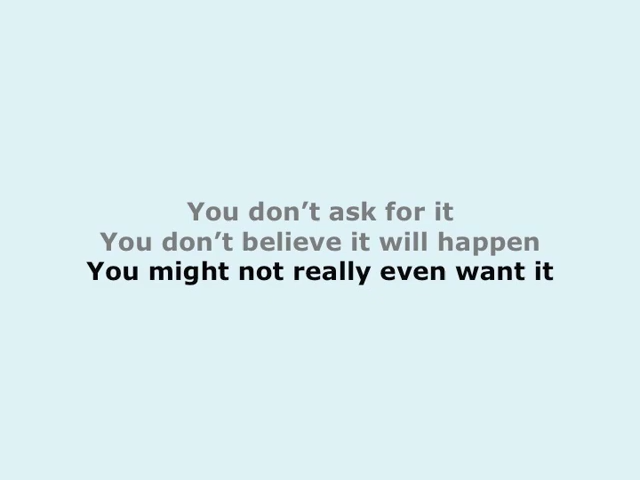 You don’t ask for it
You don’t believe it will happen
You might not really even want it